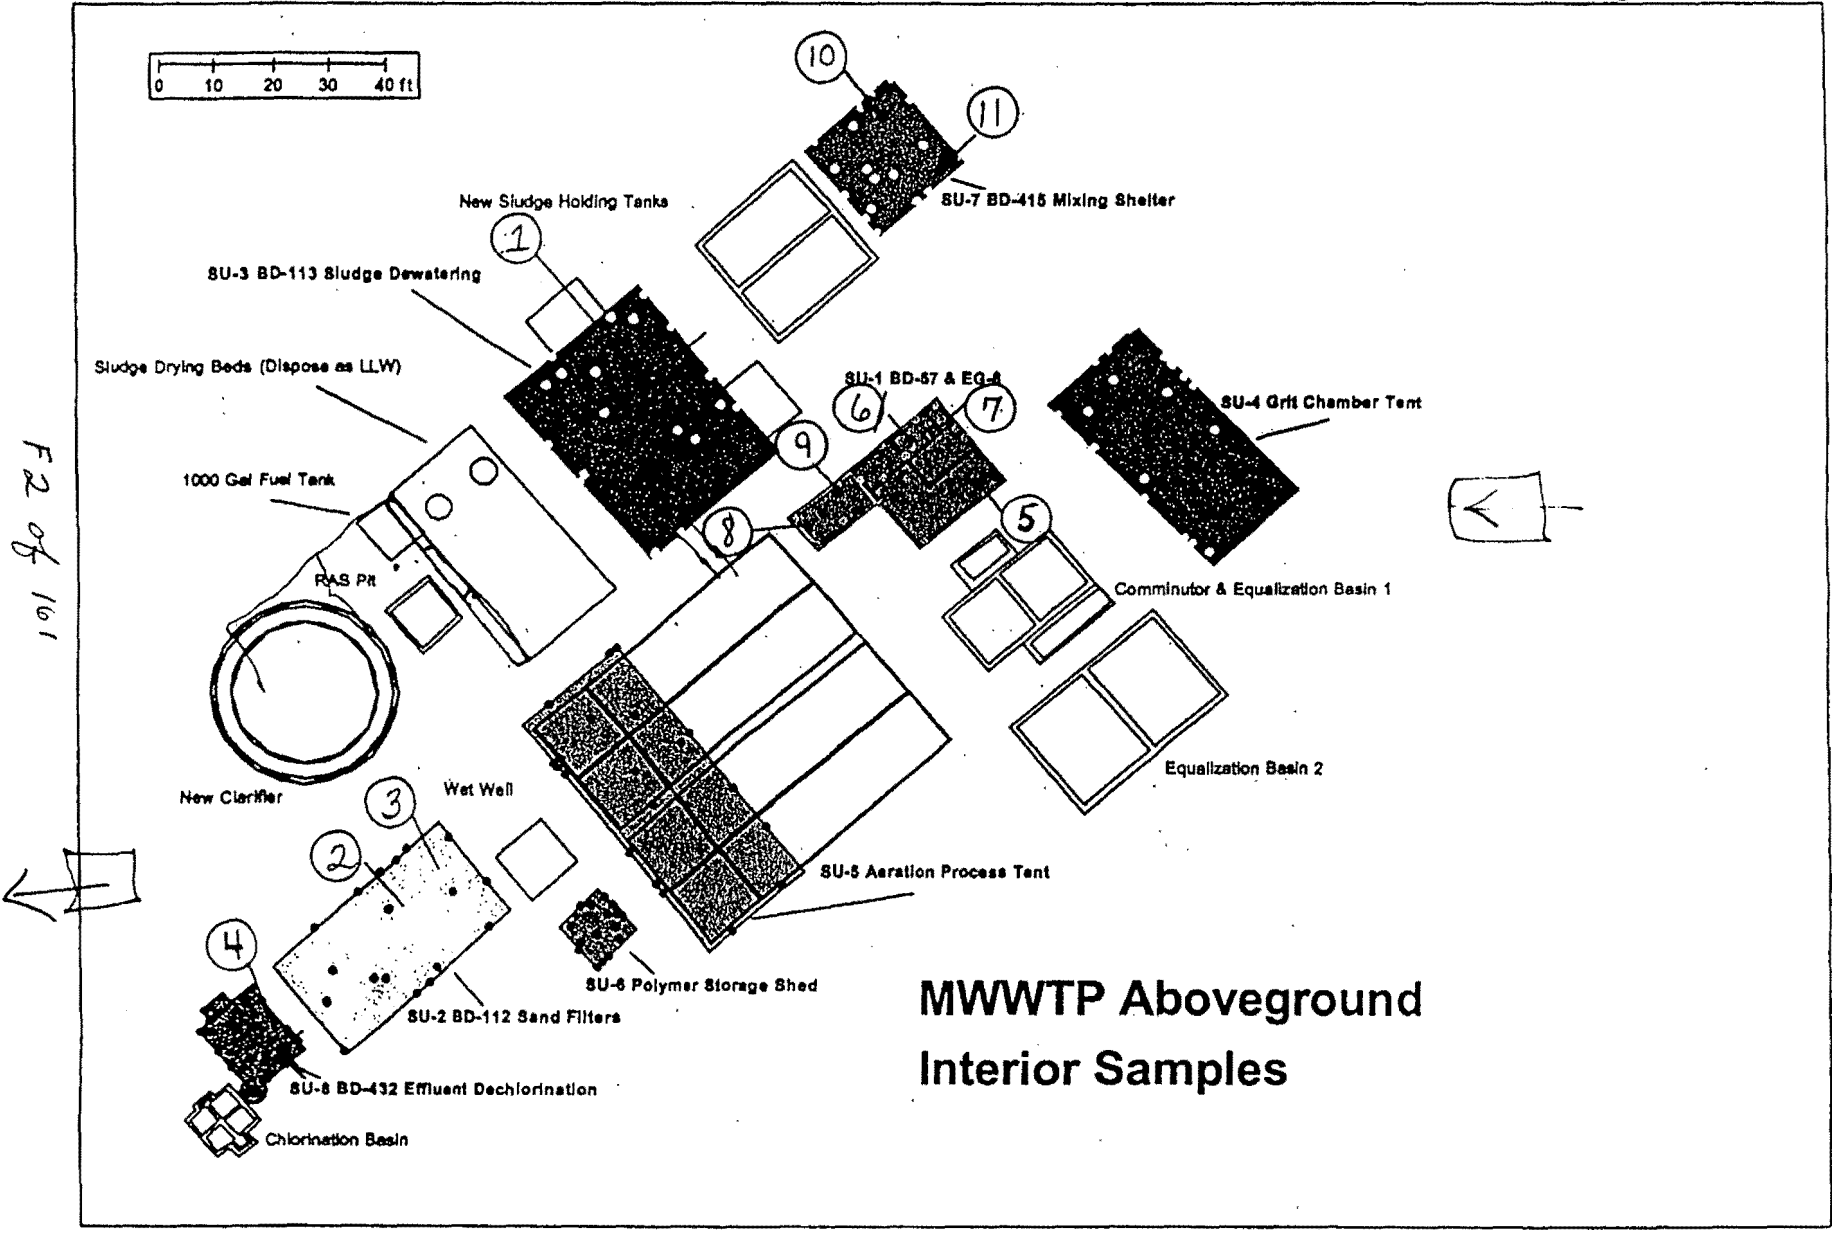 0 10 20 30 40 ft
10
11
SU-7 BD-415 Mixing Shelter
New Sludge Holding Tanks
1
SU-3 BD-113 Sludge Dewatering
Sludge Drying Beds (Dispose as LLW)
SU-1 BD-57 & EG-8
6
7
SU-4 Grit Chamber Tent
9
1000 Gal Fuel Tank
8
5
F2 of 161
RAS Pit
Comminutor & Equalization Basin 1
Equalization Basin 2
New Clarifier
3
Wet Well
2
SU-5 Aeration Process Tent
4
SU-6 Polymer Storage Shed
SU-2 BD-112 Sand Filters
MWWTP Aboveground
Interior Samples
SU-8 BD-432 Effluent Dechlorination
Chlorination Basin